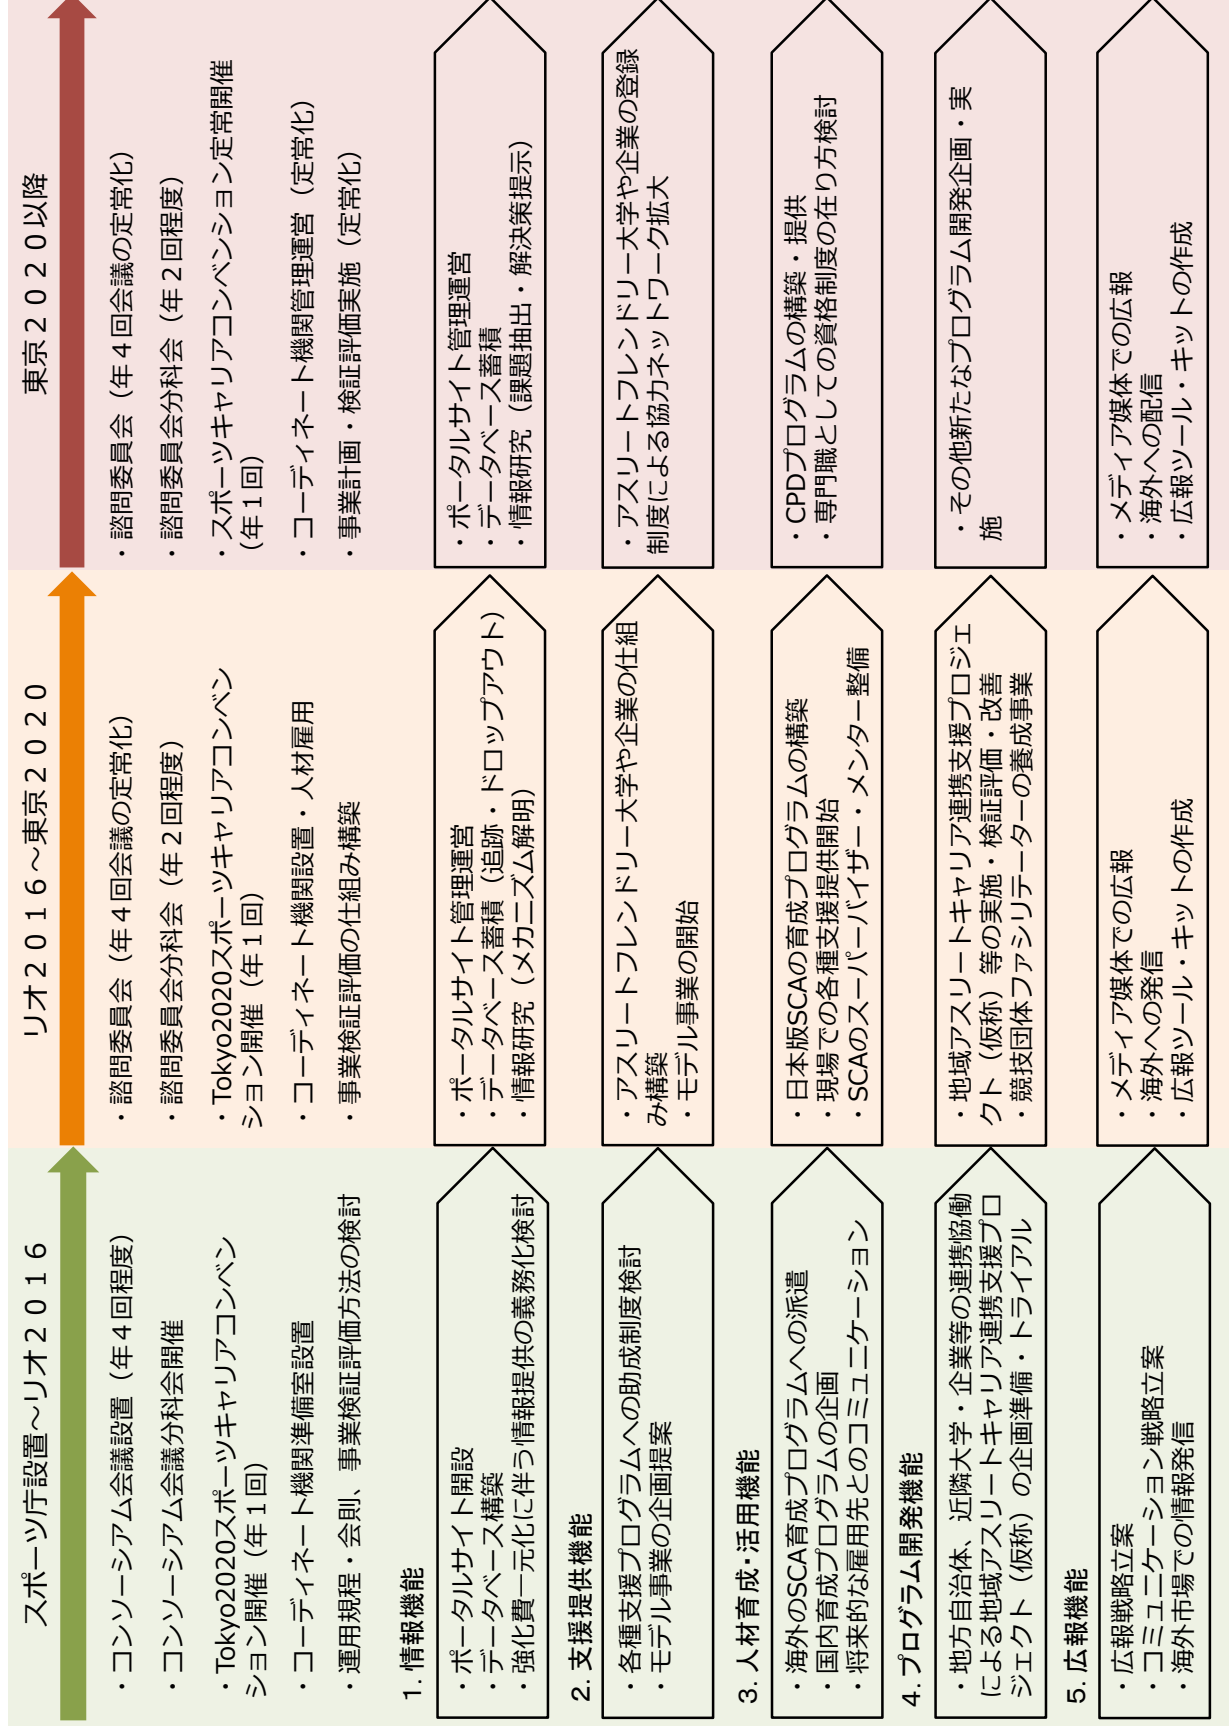 スポーツ庁設置～リオ２０１６
・コンソーシアム会議設置（年４回程度）
・コンソーシアム会議分科会開催
・Tokyo2020スポーツキャリアコンベン
ション開催（年１回）
・コーディネート機関準備室設置
・運用規程・会則、事業検証評価方法の検討
リオ２０１６～東京２０２０
・諮問委員会（年４回会議の定常化）
・諮問委員会分科会（年２回程度）
・Tokyo2020スポーツキャリアコンベン
ション開催（年１回）
・コーディネート機関設置・人材雇用
・事業検証評価の仕組み構築
東京２０２０以降
・諮問委員会（年４回会議の定常化）
・諮問委員会分科会（年２回程度）
・スポーツキャリアコンベンション定常開催
（年１回）
・コーディネート機関管理運営（定常化）
・事業計画・検証評価実施（定常化）
1. 情報機能
・ポータルサイト開設
・データベース構築
・強化費一元化に伴う情報提供の義務化検討
・ポータルサイト管理運営
・データベース蓄積（追跡・ドロップアウト）
・情報研究（メカニズム解明）
・ポータルサイト管理運営
・データベース蓄積
・情報研究（課題抽出・解決策提示）
2. 支援提供機能
・各種支援プログラムへの助成制度検討
・モデル事業の企画提案
・アスリートフレンドリー大学や企業の仕組
み構築
・モデル事業の開始
・アスリートフレンドリー大学や企業の登録
制度による協力ネットワーク拡大
3. 人材育成・活用機能
・海外のSCA育成プログラムへの派遣
・国内育成プログラムの企画
・将来的な雇用先とのコミュニケーション
・日本版SCAの育成プログラムの構築
・現場での各種支援提供開始
・SCAのスーパーバイザー・メンター整備
・CPDプログラムの構築・提供
・専門職としての資格制度の在り方検討
4. プログラム開発機能
・地方自治体、近隣大学・企業等の連携協働
による地域アスリートキャリア連携支援プロ
ジェクト（仮称）の企画準備・トライアル
・地域アスリートキャリア連携支援プロジェ
クト（仮称）等の実施・検証評価・改善
・競技団体ファシリテーターの養成事業
・その他新たなプログラム開発企画・実
施
5. 広報機能
・広報戦略立案
・コミュニケーション戦略立案
・海外市場での情報発信
・メディア媒体での広報
・海外への発信
・広報ツール・キットの作成
・メディア媒体での広報
・海外への配信
・広報ツール・キットの作成